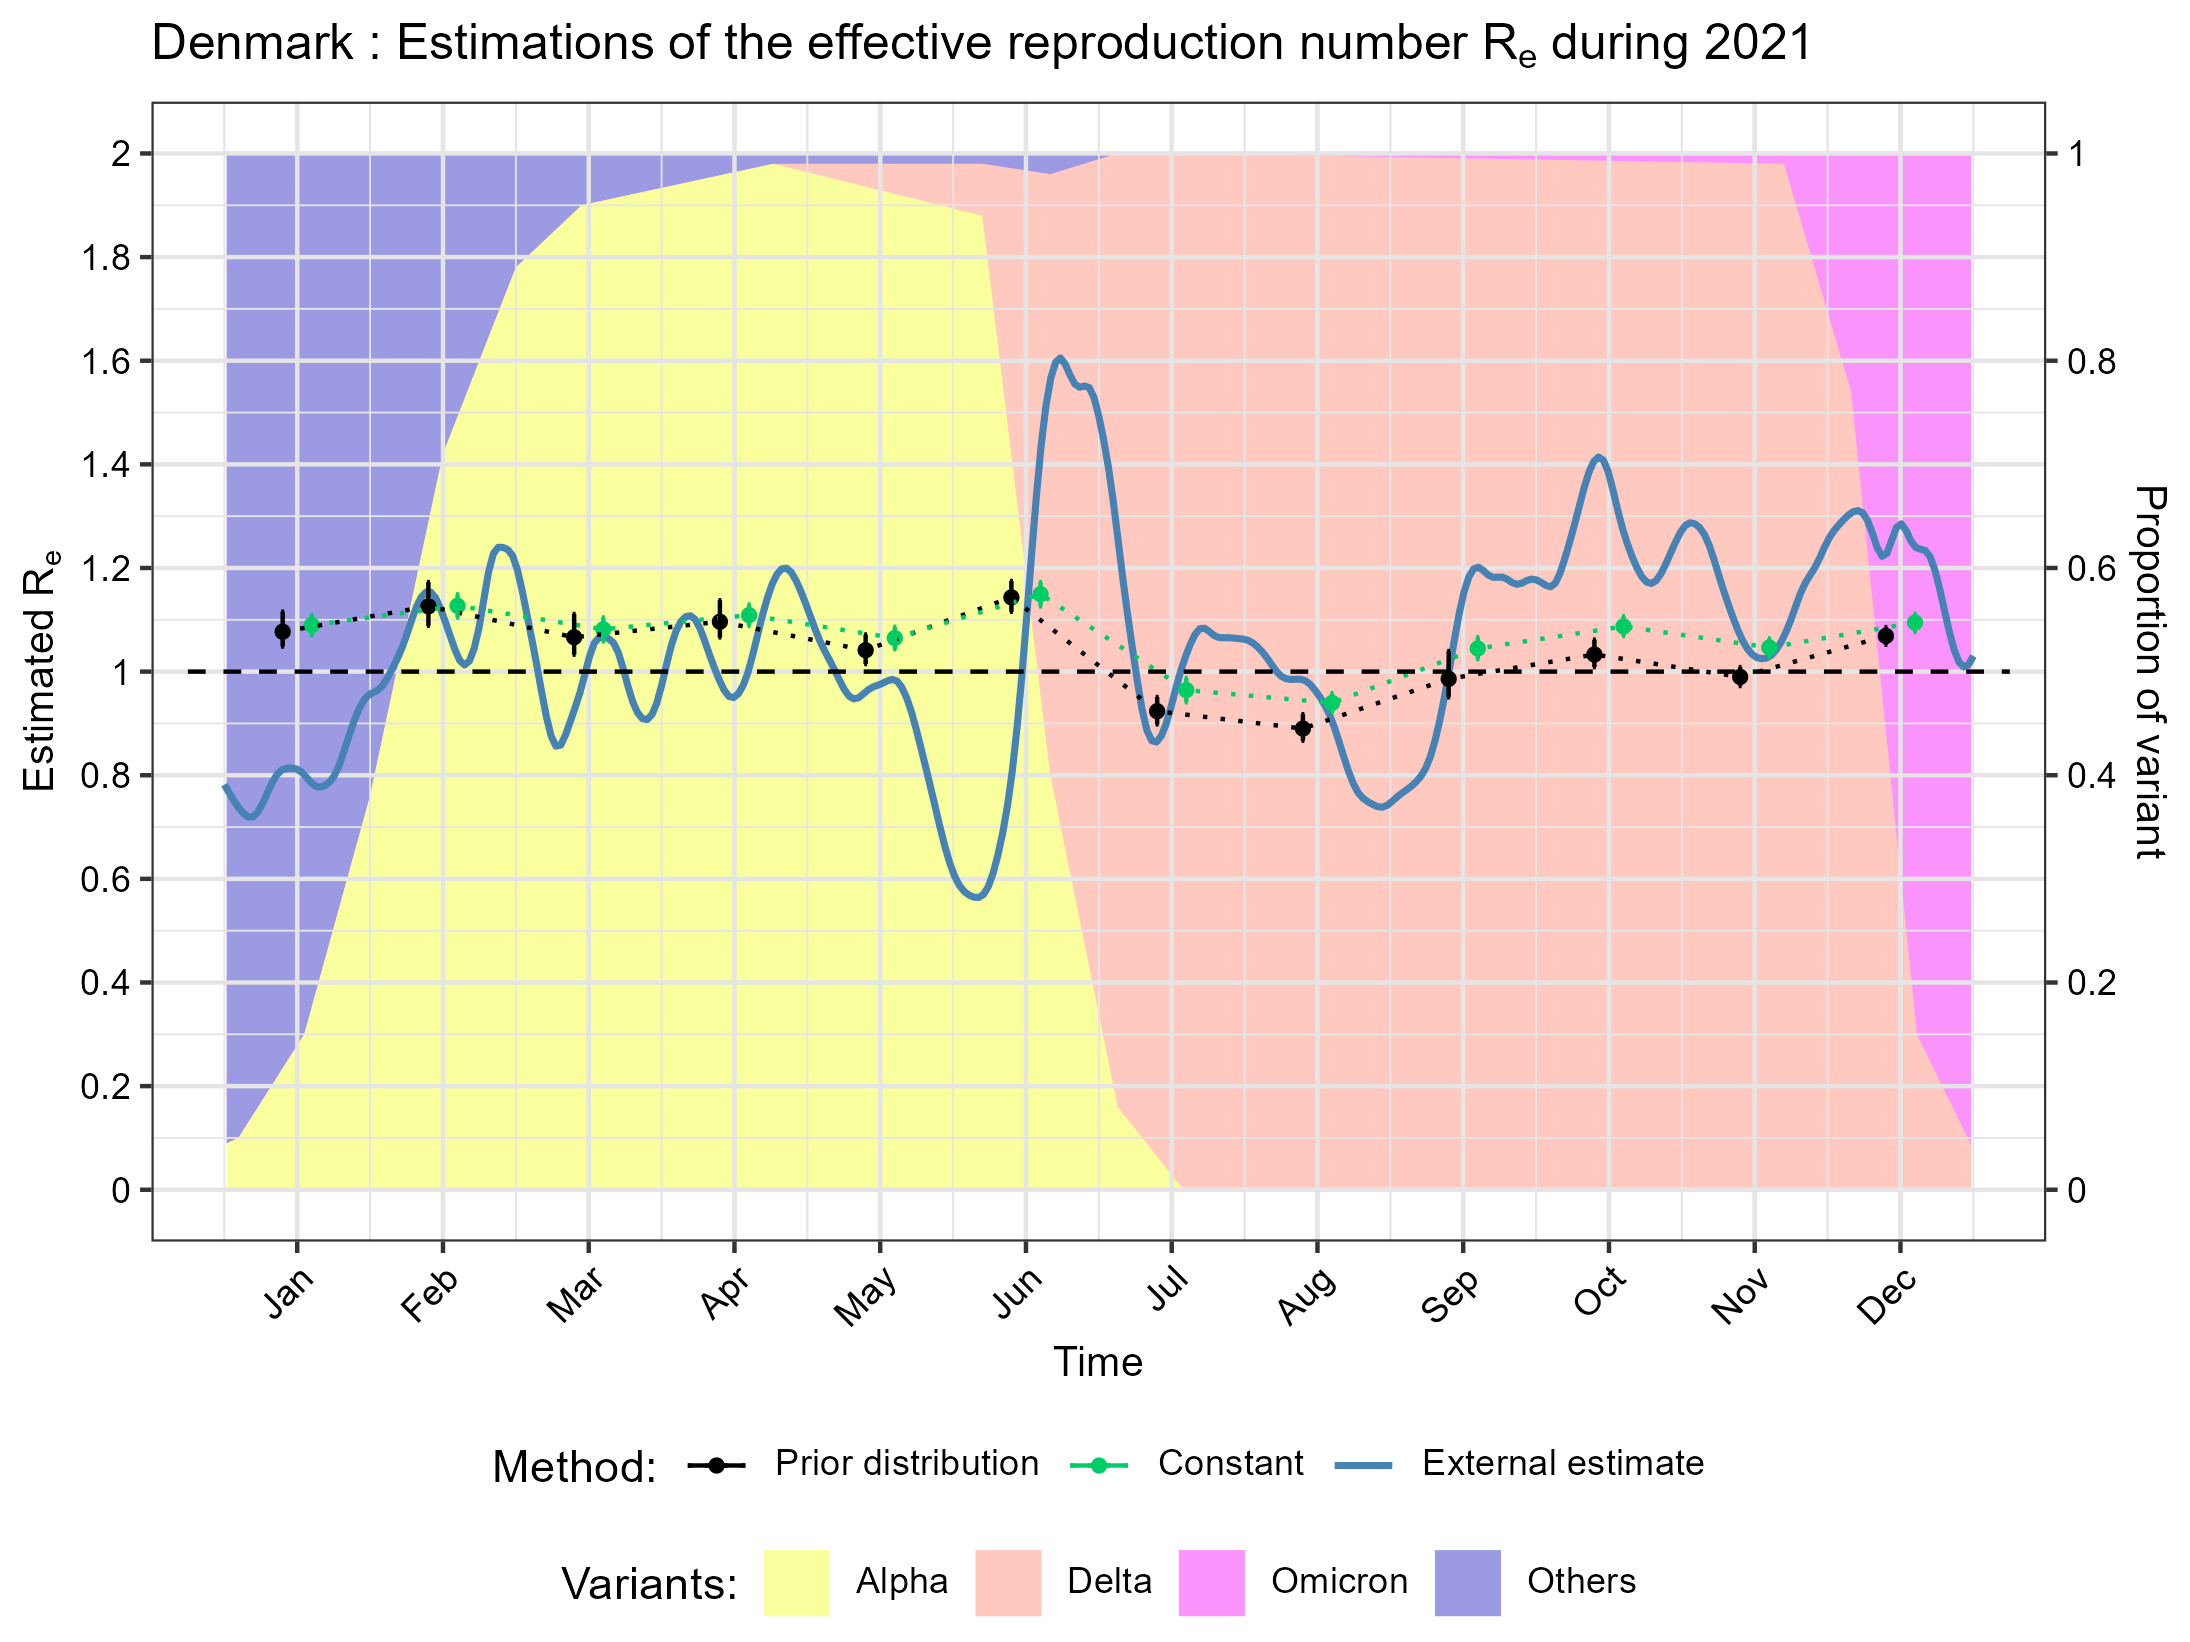 Denmark : Estimations of the effective reproduction number Re during 2021
2
1.8
1.6
1.4
1.2
1
0.8
0.6
0.4
0.2
0
Estimated Re
1
0.8
0.6
0.4
0.2
0
Proportion of variant
Jan Feb Mar Apr May Jun Jul Aug Sep Oct Nov Dec
Time
Method: Prior distribution Constant External estimate
Variants: Alpha Delta Omicron Others